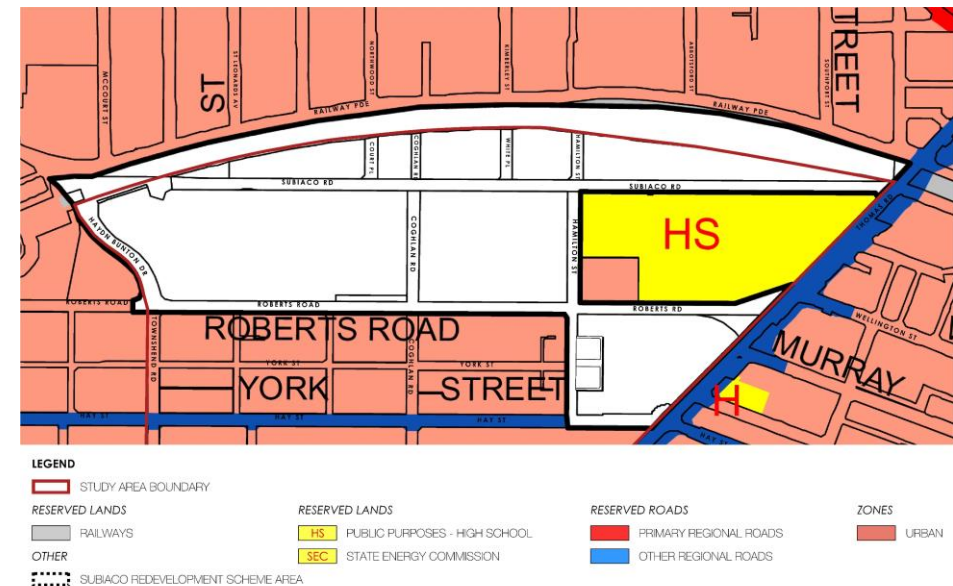 MCCOURT ST
ST
ST LEONARDS AV
NORTHWOOD ST
KIMBERLEY ST
ABBOTSFORD ST
SOUTHPORT ST
STREET
RAILWAY PDE
RAILWAY PDE
COURT PL
COGHLAN RD
WHITE PL
HAMILTON ST
SUBIACO RD
SUBIACO RD
THOMAS RD
HAYDN BUNTON DR
COGHLAN RD
HAMILTON ST
HS
ROBERTS ROAD
ROBERTS ROAD
ROBERTS RD
WELLINGTON ST
ROBERTS ROAD
TOWNSHEND RD
COGHLAN RD
MURRAY
YORK ST
YORK ST
YORK STREET
H
HAY ST
HAY ST
HAY ST
LEGEND
STUDY AREA BOUNDARY
RESERVED LANDS
RAILWAYS
OTHER
SUBIACO REDEVELOPMENT SCHEME AREA
RESERVED LANDS
HS PUBLIC PURPOSES - HIGH SCHOOL
SEC STATE ENERGY COMMISSION
RESERVED ROADS
PRIMARY REGIONAL ROADS
OTHER REGIONAL ROADS
ZONES
URBAN